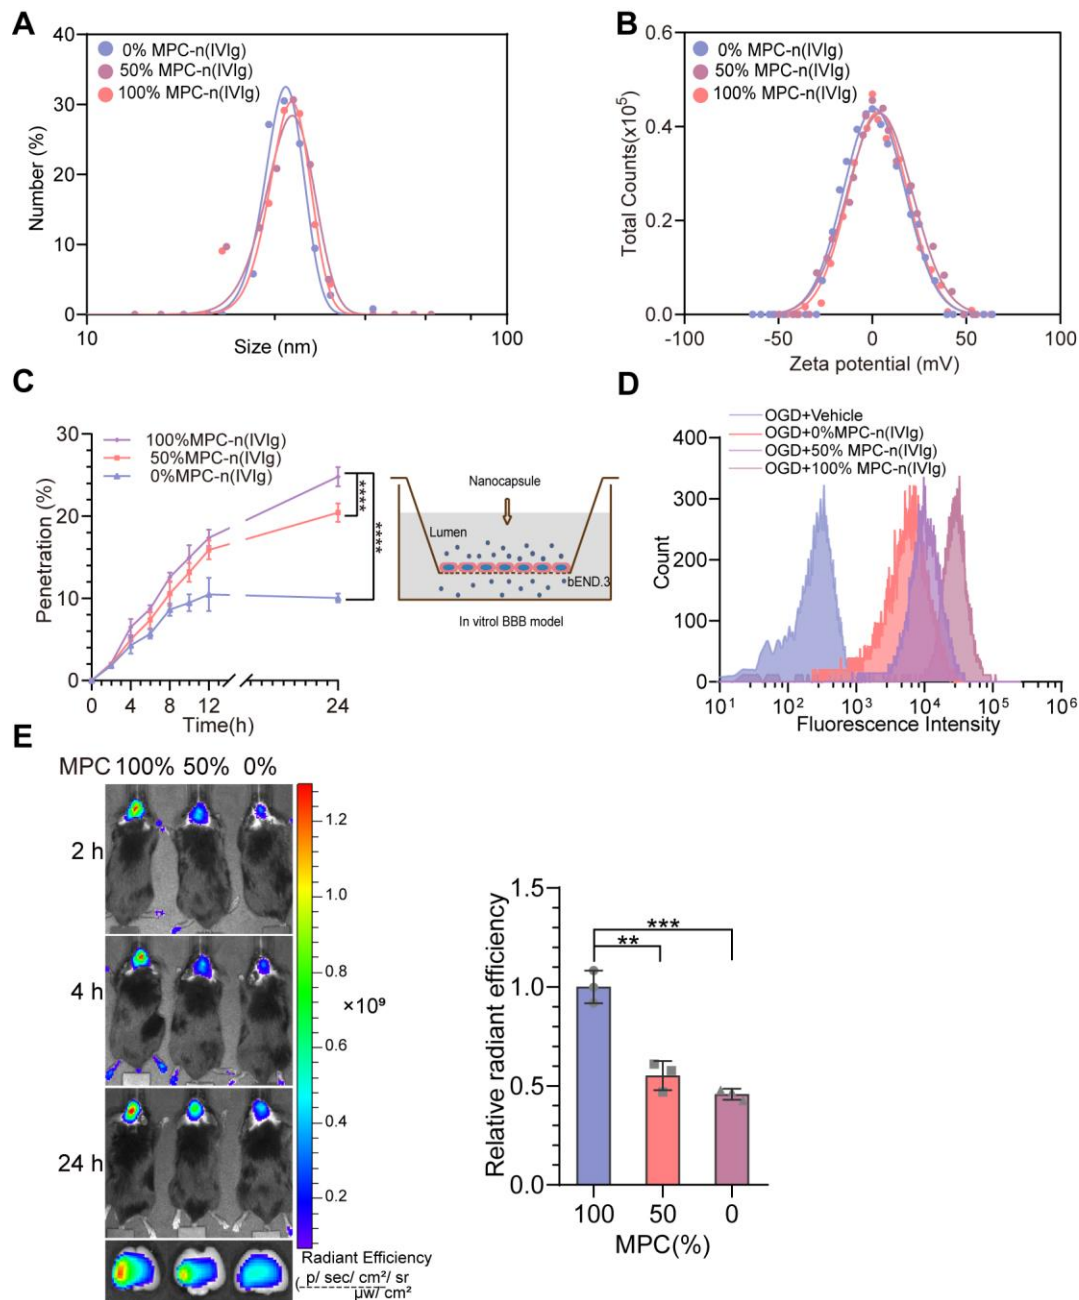 A
40
30
20
10
0
Number (%)
0% MPC-n(IVIg)
50% MPC-n(IVIg)
100% MPC-n(IVIg)
10
100
Size (nm)
B
0.6
0.4
0.2
0.0
Total Counts(x10⁵)
0% MPC-n(IVIg)
50% MPC-n(IVIg)
100% MPC-n(IVIg)
-100
-50
0
50
100
Zeta potential (mV)
C
30
20
10
0
Penetration (%)
100%MPC-n(IVIg)
50%MPC-n(IVIg)
0%MPC-n(IVIg)
****
****
0
4
8
12
24
Time(h)
Nanocapsule
Lumen
bEND.3
In vitrol BBB model
D
OGD+Vehicle
OGD+0%MPC-n(IVIg)
OGD+50% MPC-n(IVIg)
OGD+100% MPC-n(IVIg)
400
300
200
100
0
Count
10¹
10²
10³
10⁴
10⁵
10⁶
Fluorescence Intensity
E
MPC 100% 50% 0%
2 h
4 h
24 h
1.2
1.0
0.8
×10⁹
0.6
0.4
0.2
Radiant Efficiency
( p/ sec/ cm²/ sr
µw/ cm²
1.5
1.0
0.5
0.0
Relative radiant efficiency
**
***
100
50
0
MPC(%)